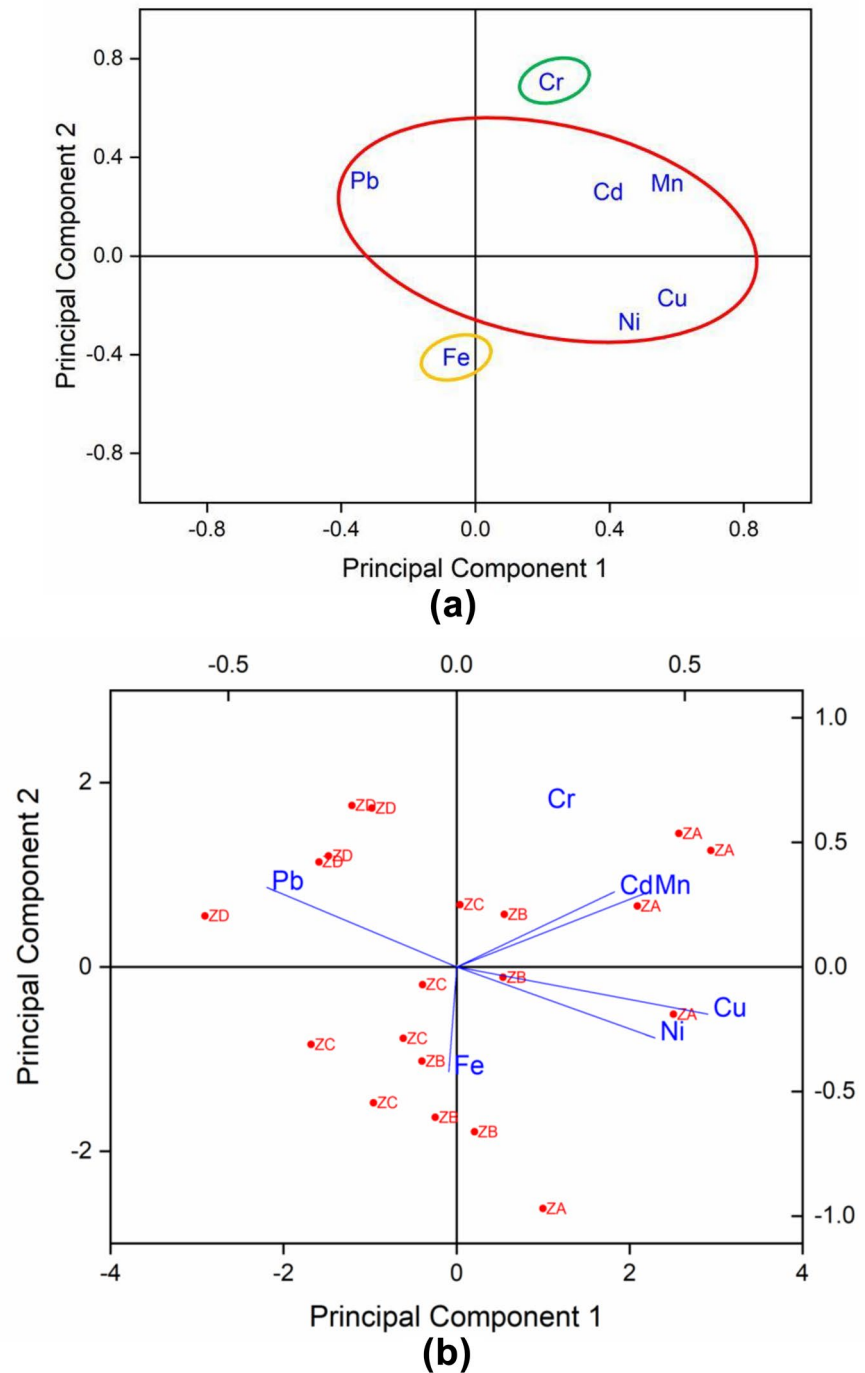 0.8
0.4
0.0
-0.4
-0.8
Principal Component 2
Cr
Pb
Cd
Mn
Cu
Ni
Fe
-0.8
-0.4
0.0
0.4
0.8
Principal Component 1
(a)
-0.5
0.0
0.5
2
0
-2
Principal Component 2
1.0
0.5
0.0
-0.5
-1.0
Cr
ZD
ZD
ZA
ZA
ZD
ZD
Pb
Cd
Mn
ZA
ZC
ZB
ZD
ZB
ZC
ZA
Cu
Ni
ZC
ZC
ZB
Fe
ZC
ZB
ZB
ZA
-4
-2
0
2
4
Principal Component 1
(b)